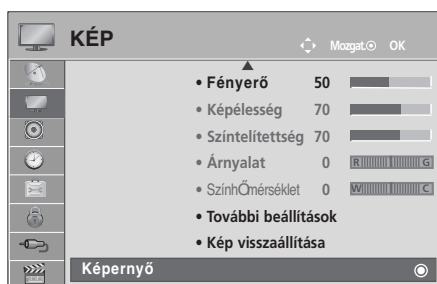 KÉP
Mozgat. OK
• Fényerő 50
• Képélesség 70
• Színtelítettség 70
• Árnyalat 0 R G
• SzínhŐmérséklet 0 W C
• További beállítások
• Kép visszaállítása
Képernyő